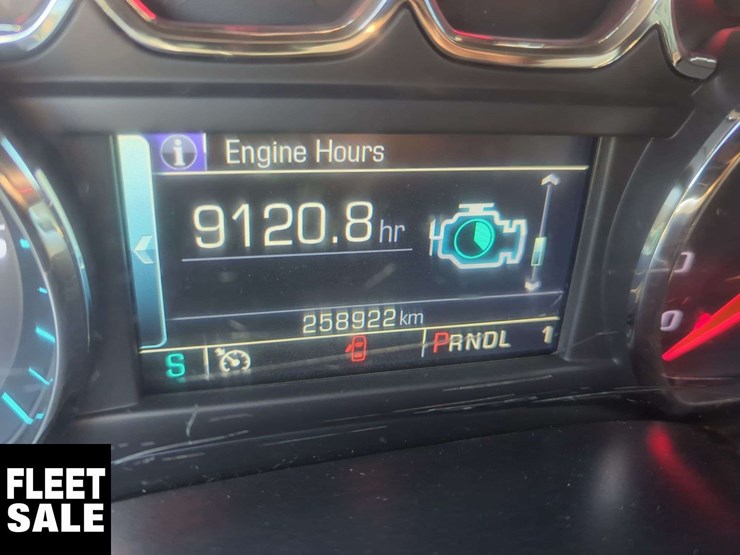 i Engine Hours
9120.8 hr
258922 km
S PRNDL 1
FLEET
SALE